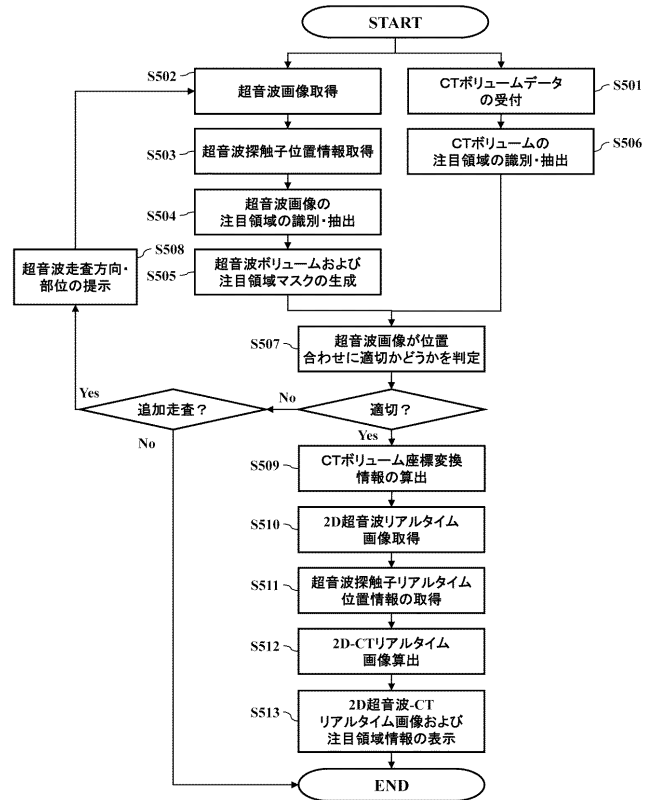 START
S502
超音波画像取得
CTボリュームデータ
の受付
S501
S503
超音波探触子位置情報取得
CTボリュームの
注目領域の識別・抽出
S506
S504
超音波画像の
注目領域の識別・抽出
S508
超音波走査方向・
部位の提示
S505
超音波ボリュームおよび
注目領域マスクの生成
S507
超音波画像が位置
合わせに適切かどうかを判定
Yes
追加走査?
No
適切?
No
Yes
S509
CTボリューム座標変換
情報の算出
S510
2D超音波リアルタイム
画像取得
S511
超音波探触子リアルタイム
位置情報の取得
S512
2D-CTリアルタイム
画像算出
S513
2D超音波-CT
リアルタイム画像および
注目領域情報の表示
END